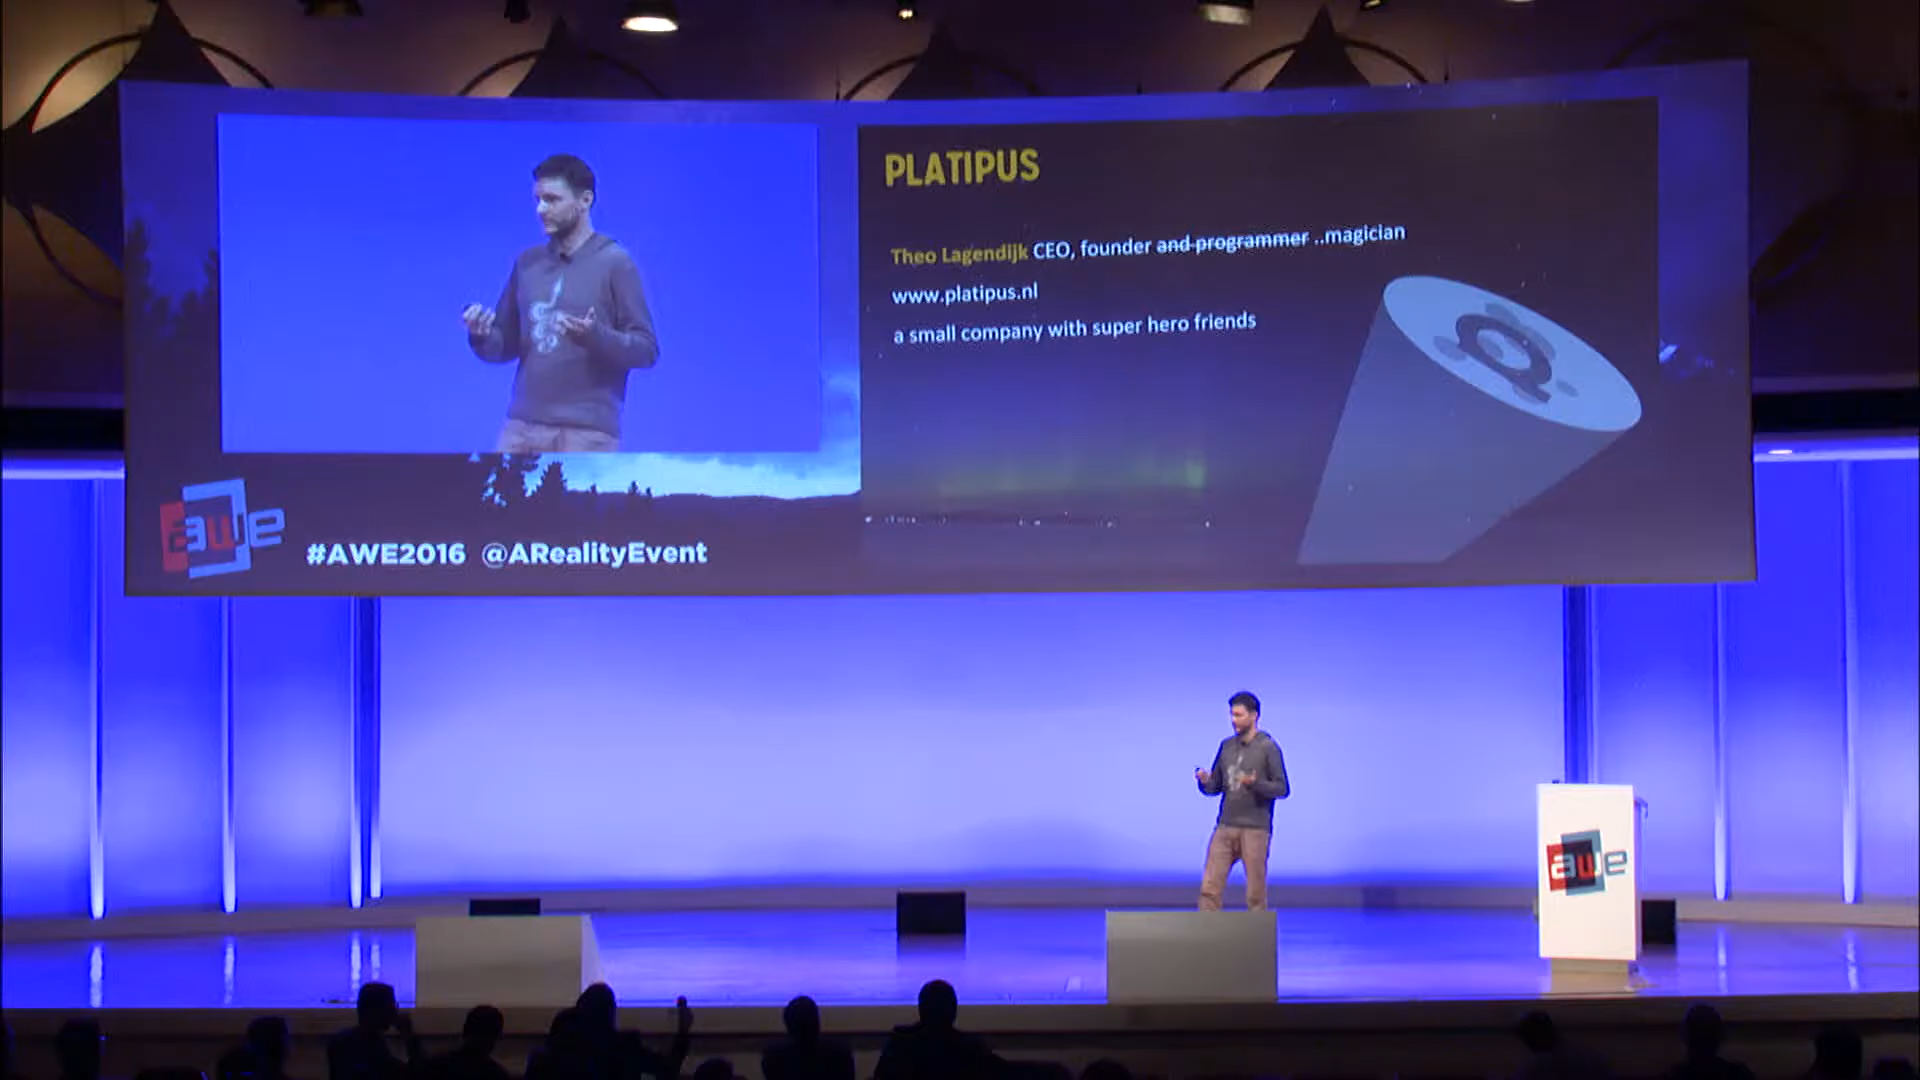 PLATIPUS
Theo Lagendijk CEO, founder and programmer ..magician
www.platipus.nl
a small company with super hero friends
awe
#AWE2016 @ARealityEvent
awe